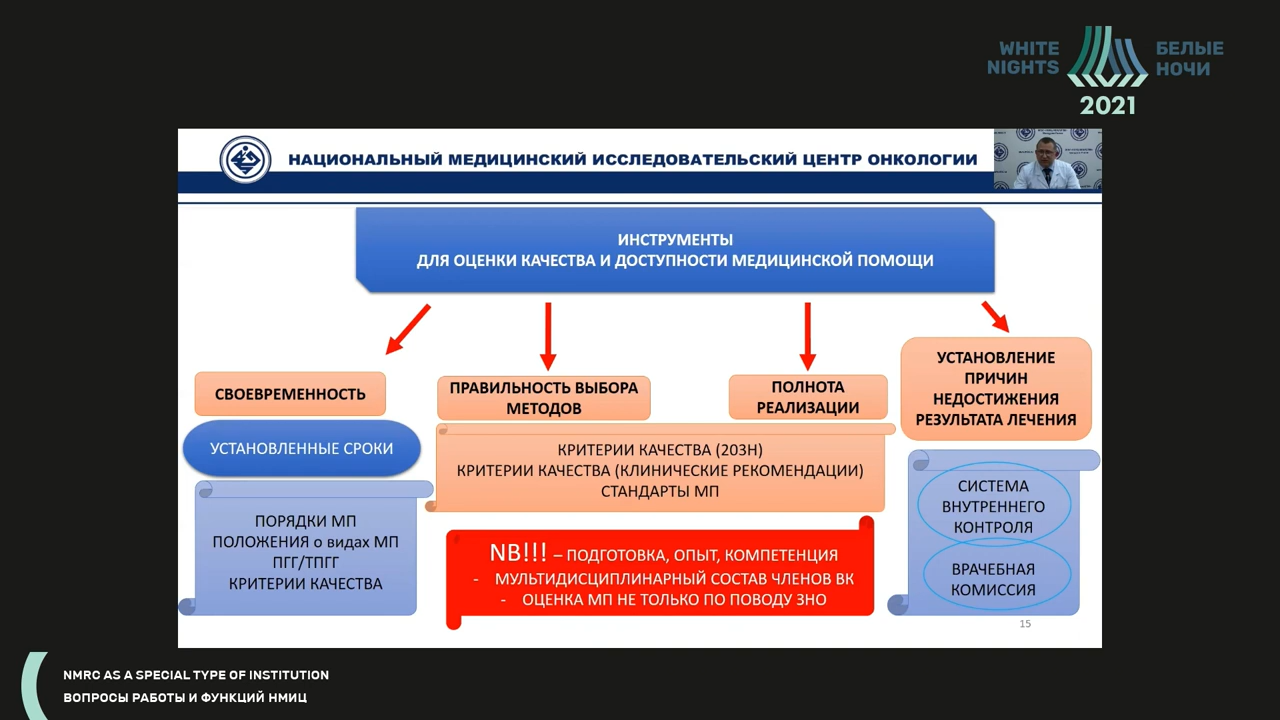 WHITE
NIGHTS
БЕЛЫЕ
НОЧИ
2021
НАЦИОНАЛЬНЫЙ МЕДИЦИНСКИЙ ИССЛЕДОВАТЕЛЬСКИЙ ЦЕНТР ОНКОЛОГИИ
ИНСТРУМЕНТЫ
ДЛЯ ОЦЕНКИ КАЧЕСТВА И ДОСТУПНОСТИ МЕДИЦИНСКОЙ ПОМОЩИ
СВОЕВРЕМЕННОСТЬ
УСТАНОВЛЕННЫЕ СРОКИ
ПОРЯДКИ МП
ПОЛОЖЕНИЯ о видах МП
ПГГ/ТПГГ
КРИТЕРИИ КАЧЕСТВА
ПРАВИЛЬНОСТЬ ВЫБОРА
МЕТОДОВ
ПОЛНОТА
РЕАЛИЗАЦИИ
КРИТЕРИИ КАЧЕСТВА (203Н)
КРИТЕРИИ КАЧЕСТВА (КЛИНИЧЕСКИЕ РЕКОМЕНДАЦИИ)
СТАНДАРТЫ МП
NB!!! – ПОДГОТОВКА, ОПЫТ, КОМПЕТЕНЦИЯ
- МУЛЬТИДИСЦИПЛИНАРНЫЙ СОСТАВ ЧЛЕНОВ ВК
- ОЦЕНКА МП НЕ ТОЛЬКО ПО ПОВОДУ ЗНО
УСТАНОВЛЕНИЕ
ПРИЧИН
НЕДОСТИЖЕНИЯ
РЕЗУЛЬТАТА ЛЕЧЕНИЯ
СИСТЕМА
ВНУТРЕННЕГО
КОНТРОЛЯ
ВРАЧЕБНАЯ
КОМИССИЯ
15
NMRC AS A SPECIAL TYPE OF INSTITUTION
ВОПРОСЫ РАБОТЫ И ФУНКЦИЙ НМИЦ